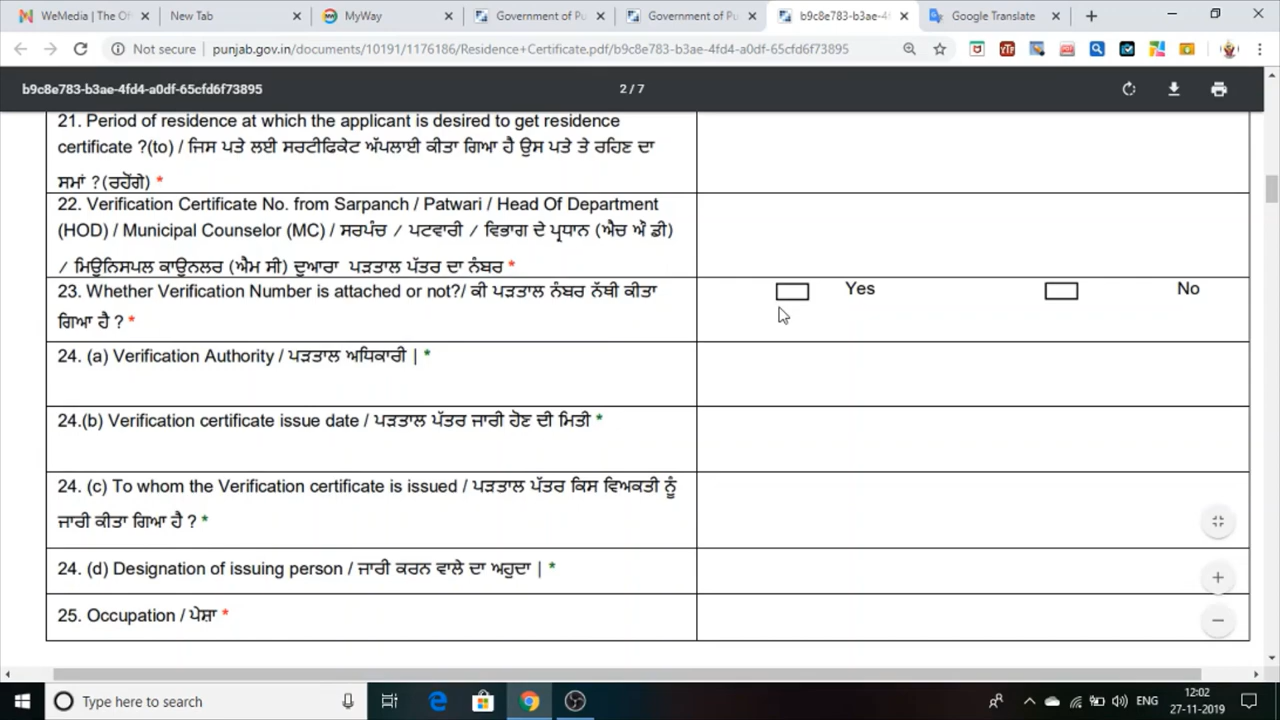 WeMedia | The Of
New Tab
MyWay
Government of Pu
Government of Pu
b9c8e783-b3ae-4f
Google Translate
Not secure
punjab.gov.in/documents/10191/1176186/Residence+Certificate.pdf/b9c8e783-b3ae-4fd4-a0df-65cfd6f73895
b9c8e783-b3ae-4fd4-a0df-65cfd6f73895
2 / 7
21. Period of residence at which the applicant is desired to get residence
certificate ?(to) / ਜਿਸ ਪਤੇ ਲਈ ਸਰਟੀਫਿਕੇਟ ਅੱਪਲਾਈ ਕੀਤਾ ਗਿਆ ਹੈ ਉਸ ਪਤੇ ਤੇ ਰਹਿਣ ਦਾ
ਸਮਾਂ ?(ਰਹੋਂਗੇ) *
22. Verification Certificate No. from Sarpanch / Patwari / Head Of Department
(HOD) / Municipal Counselor (MC) / ਸਰਪੰਚ / ਪਟਵਾਰੀ / ਵਿਭਾਗ ਦੇ ਪ੍ਰਧਾਨ (ਐਚ ਔ ਡੀ)
/ ਮਿਊਨਿਸਪਲ ਕਾਉਨਲਰ (ਐਮ ਸੀ) ਦੁਆਰਾ ਪੜਤਾਲ ਪੱਤਰ ਦਾ ਨੰਬਰ *
23. Whether Verification Number is attached or not?/ ਕੀ ਪੜਤਾਲ ਨੰਬਰ ਨੱਥੀ ਕੀਤਾ
ਗਿਆ ਹੈ ? *
Yes
No
24. (a) Verification Authority / ਪੜਤਾਲ ਅਧਿਕਾਰੀ | *
24.(b) Verification certificate issue date / ਪੜਤਾਲ ਪੱਤਰ ਜਾਰੀ ਹੋਣ ਦੀ ਮਿਤੀ *
24. (c) To whom the Verification certificate is issued / ਪੜਤਾਲ ਪੱਤਰ ਕਿਸ ਵਿਅਕਤੀ ਨੂੰ
ਜਾਰੀ ਕੀਤਾ ਗਿਆ ਹੈ ? *
24. (d) Designation of issuing person / ਜਾਰੀ ਕਰਨ ਵਾਲੇ ਦਾ ਅਹੁਦਾ | *
25. Occupation / ਪੇਸ਼ਾ *
Type here to search
ENG
12:02
27-11-2019